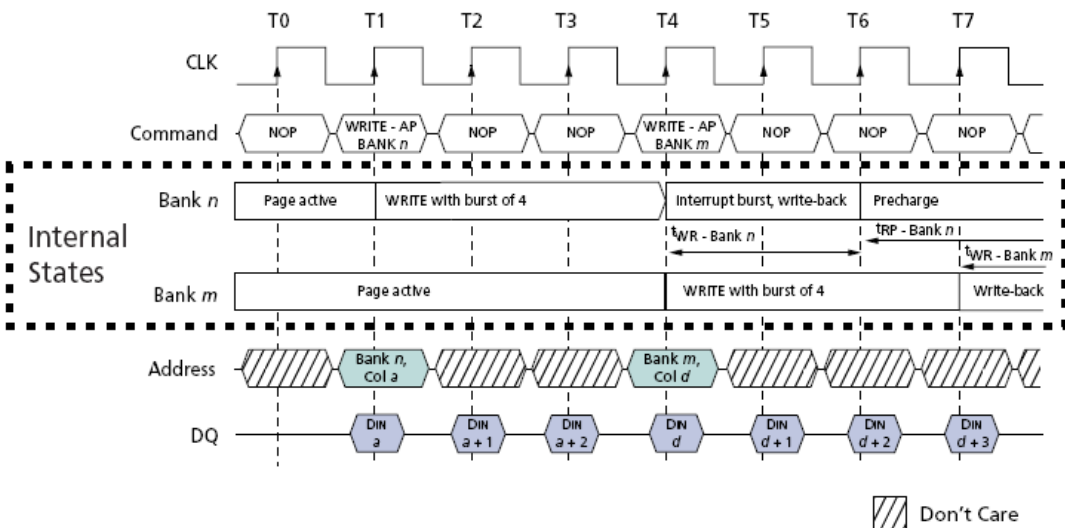 T0 T1 T2 T3 T4 T5 T6 T7
CLK
Command NOP WRITE - AP BANK n NOP NOP WRITE - AP BANK m NOP NOP NOP
Internal States
Bank n Page active WRITE with burst of 4 Interrupt burst, write-back Precharge
tWR - Bank n tRP - Bank n
tWR - Bank m
Bank m Page active WRITE with burst of 4 Write-back
Address Bank n, Col a Bank m, Col d
DQ DIN a DIN a + 1 DIN a + 2 DIN d DIN d + 1 DIN d + 2 DIN d + 3
Don't Care